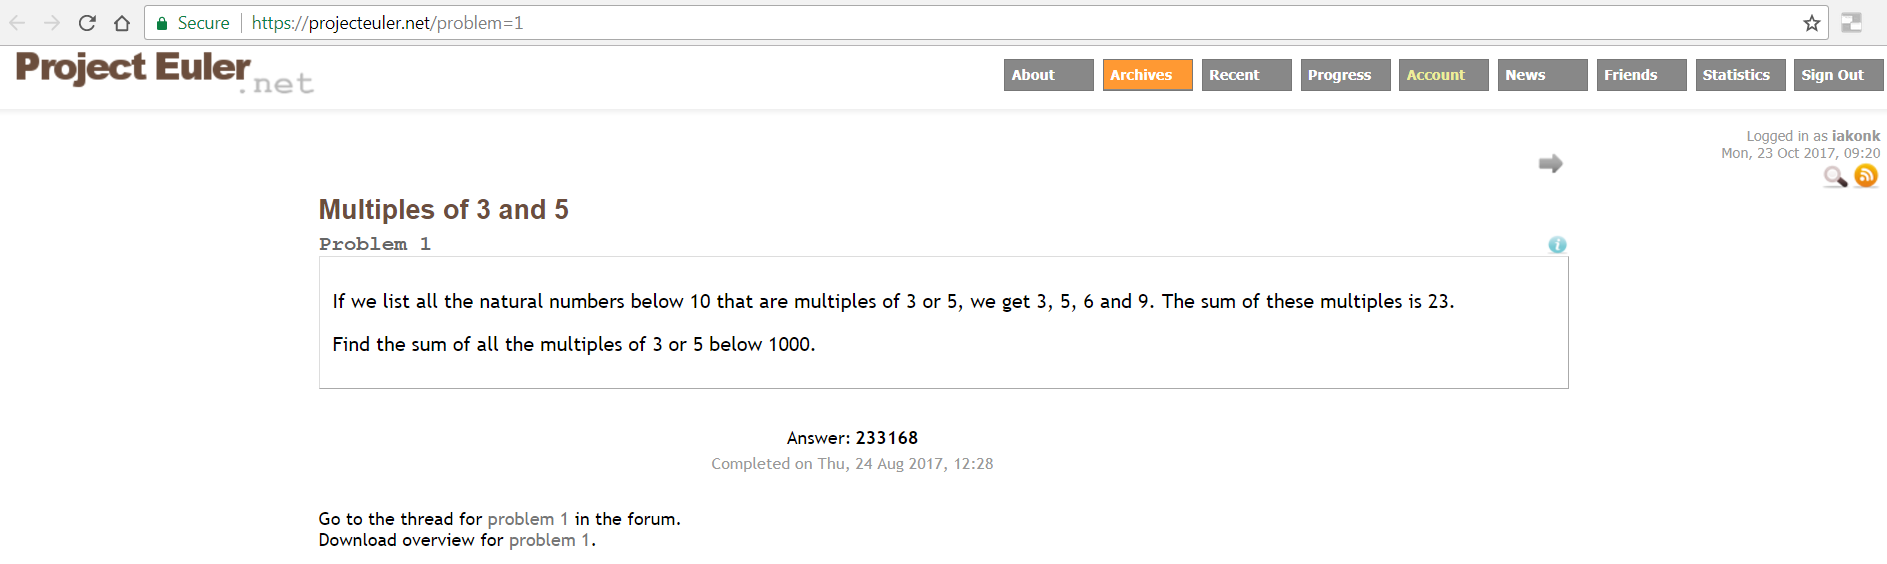 Secure https://projecteuler.net/problem=1
Project Euler.net
About Archives Recent Progress Account News Friends Statistics Sign Out
Logged in as iakonk
Mon, 23 Oct 2017, 09:20
Multiples of 3 and 5
Problem 1
If we list all the natural numbers below 10 that are multiples of 3 or 5, we get 3, 5, 6 and 9. The sum of these multiples is 23.
Find the sum of all the multiples of 3 or 5 below 1000.
Answer: 233168
Completed on Thu, 24 Aug 2017, 12:28
Go to the thread for problem 1 in the forum.
Download overview for problem 1.